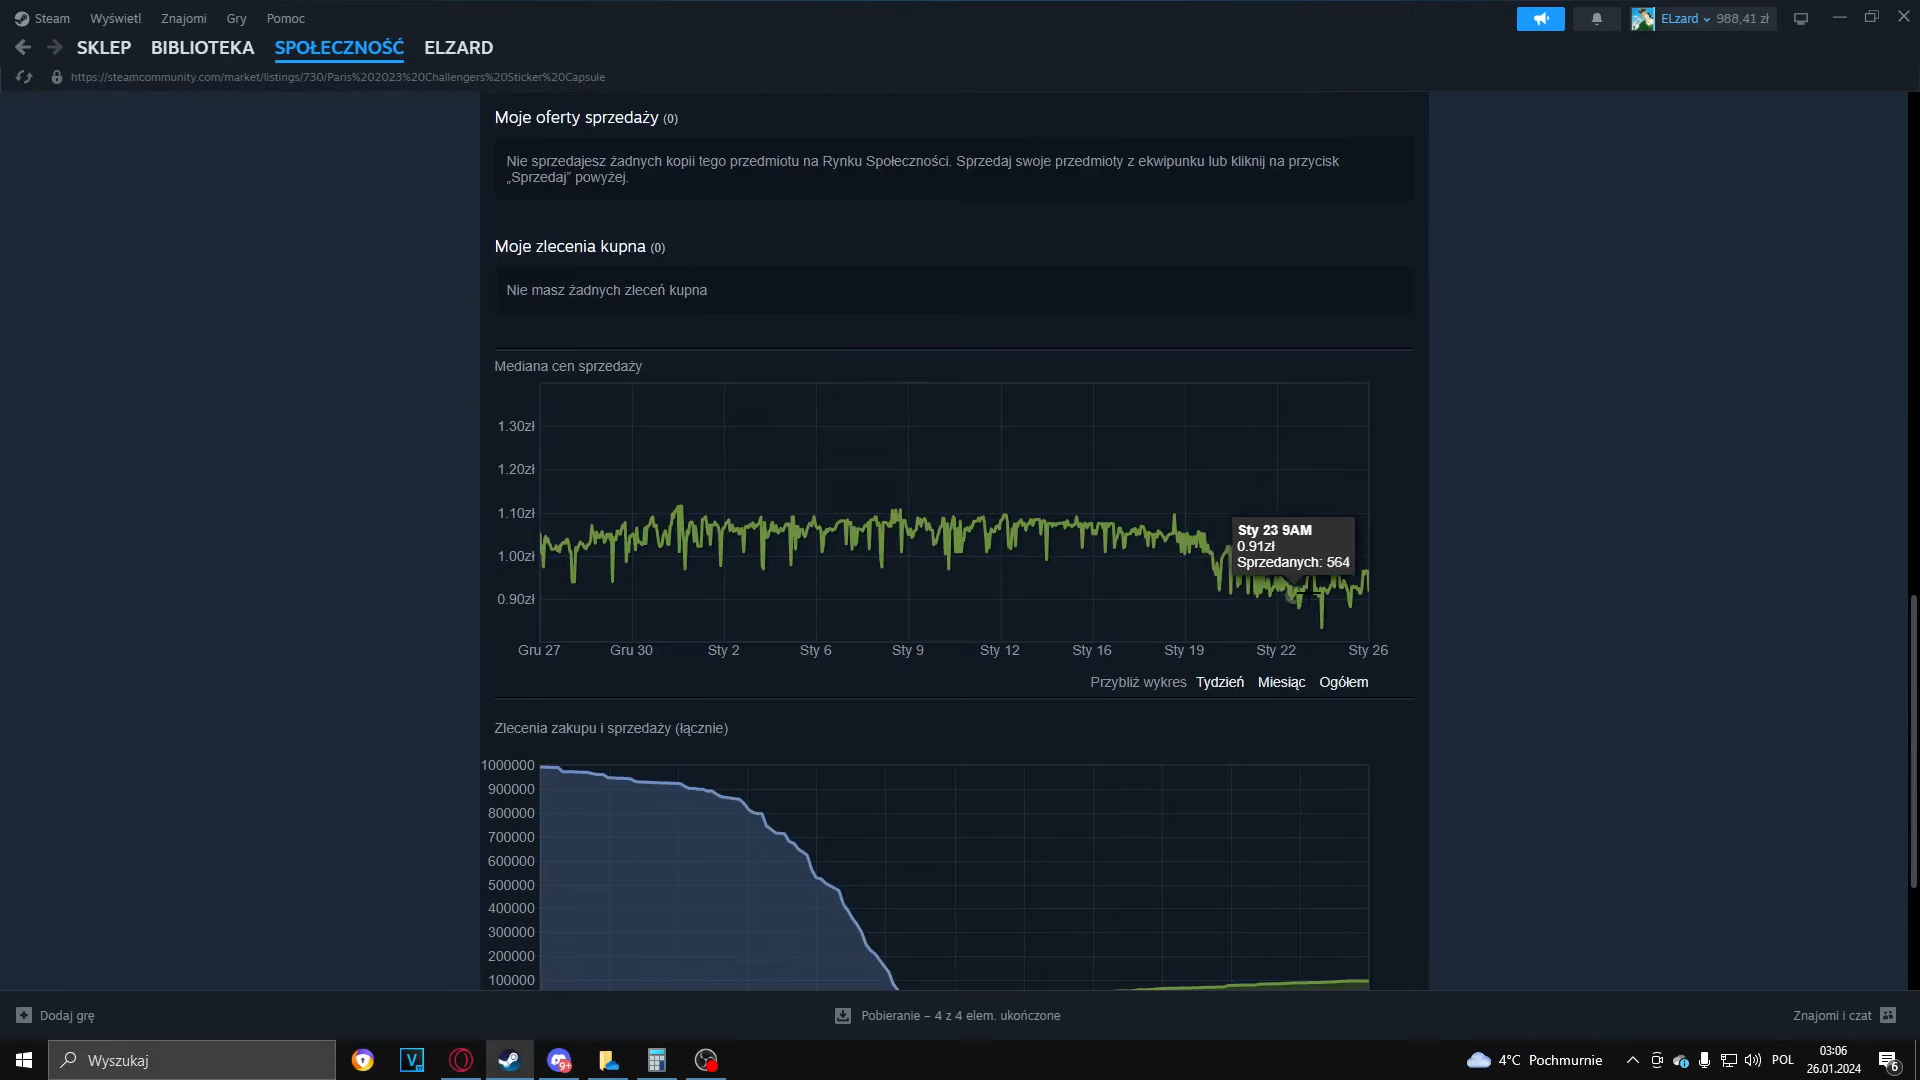 Steam Wyświetl Znajomi Gry Pomoc
ELzard 988,41 zł
SKLEP BIBLIOTEKA SPOŁECZNOŚĆ ELZARD
https://steamcommunity.com/market/listings/730/Paris%202023%20Challengers%20Sticker%20Capsule
Moje oferty sprzedaży (0)
Nie sprzedajesz żadnych kopii tego przedmiotu na Rynku Społeczności. Sprzedaj swoje przedmioty z ekwipunku lub kliknij na przycisk
„Sprzedaj” powyżej.
Moje zlecenia kupna (0)
Nie masz żadnych zleceń kupna
Mediana cen sprzedaży
1.30zł
1.20zł
1.10zł
1.00zł
0.90zł
Sty 23 9AM
0.91zł
Sprzedanych: 564
Gru 27 Gru 30 Sty 2 Sty 6 Sty 9 Sty 12 Sty 16 Sty 19 Sty 22 Sty 26
Przybliż wykres Tydzień Miesiąc Ogółem
Zlecenia zakupu i sprzedaży (łącznie)
1000000
900000
800000
700000
600000
500000
400000
300000
200000
100000
Dodaj grę
Pobieranie – 4 z 4 elem. ukończone
Znajomi i czat
Wyszukaj
V
9+
4°C Pochmurnie
POL
03:06
26.01.2024
6